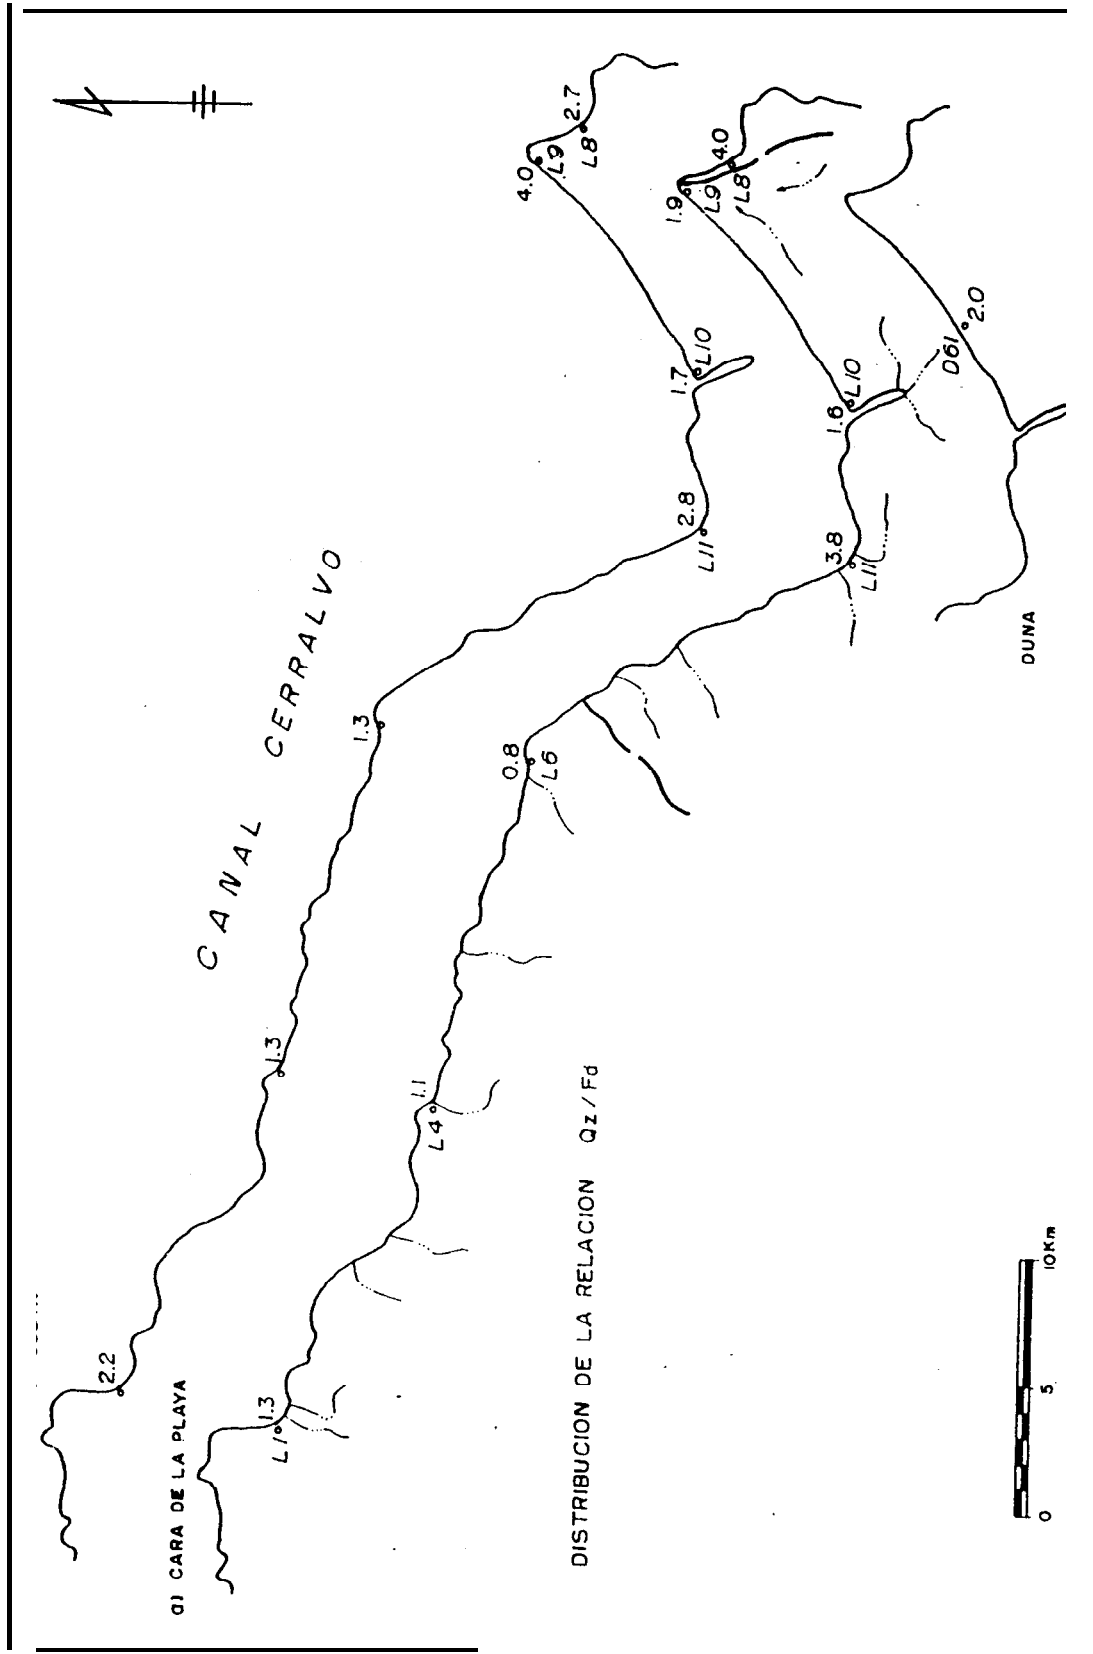 CANAL CERRALVO
2.2
1.3
1.3
2.8
L11
1.7
L10
4.0
L9
2.7
L8
a) CARA DE LA PLAYA
L1
1.3
L4
1.1
0.8
L6
3.8
L11
1.6
L10
1.9
L9
4.0
L8
DUNA
D61
2.0
DISTRIBUCION DE LA RELACION Qz/Fd
0 5 10Km